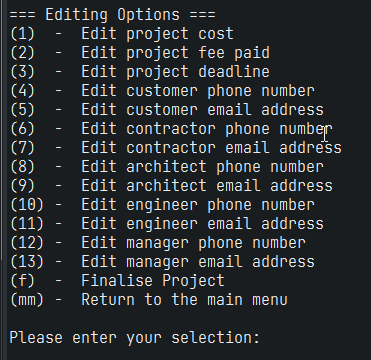 === Editing Options ===
(1)  -  Edit project cost
(2)  -  Edit project fee paid
(3)  -  Edit project deadline
(4)  -  Edit customer phone number
(5)  -  Edit customer email address
(6)  -  Edit contractor phone number
(7)  -  Edit contractor email address
(8)  -  Edit architect phone number
(9)  -  Edit architect email address
(10) -  Edit engineer phone number
(11) -  Edit engineer email address
(12) -  Edit manager phone number
(13) -  Edit manager email address
(f)  -  Finalise Project
(mm) -  Return to the main menu
Please enter your selection: